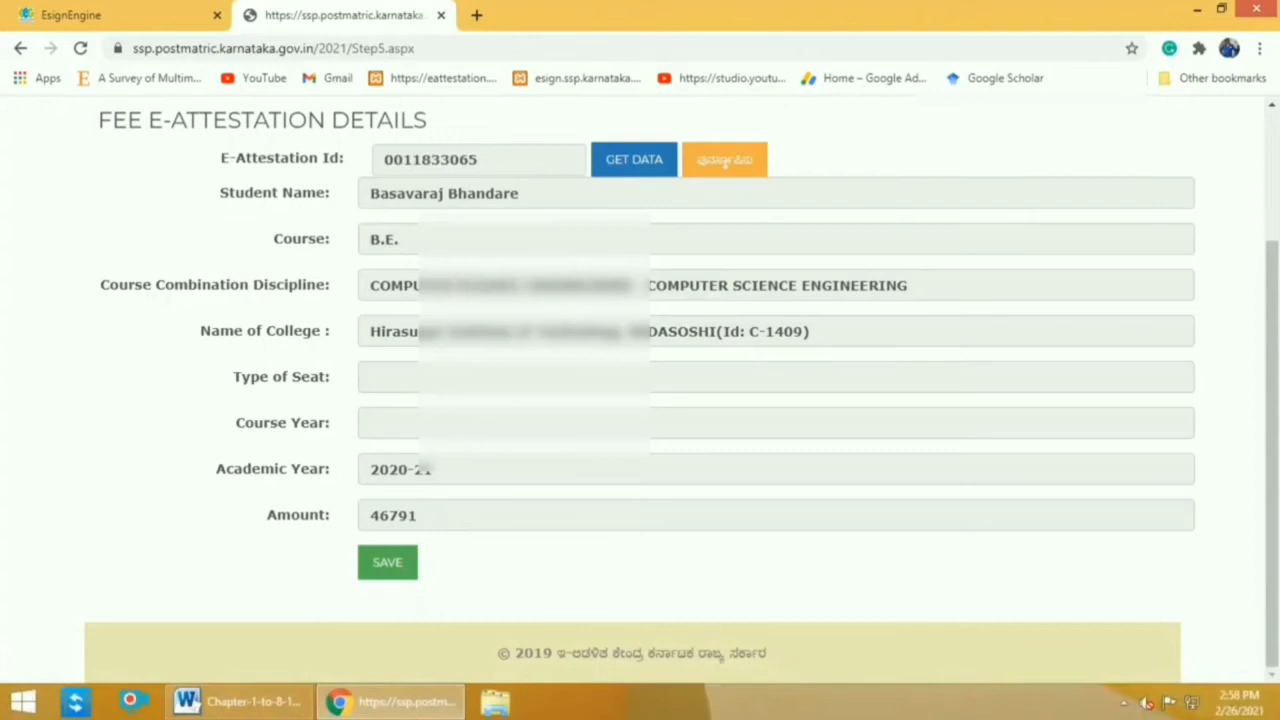 EsignEngine
https://ssp.postmatric.karnataka.
ssp.postmatric.karnataka.gov.in/2021/Step5.aspx
Apps A Survey of Multim... YouTube Gmail https://eattestation.... esign.ssp.karnataka.... https://studio.youtu... Home – Google Ad... Google Scholar Other bookmarks
FEE E-ATTESTATION DETAILS
E-Attestation Id: 0011833065 GET DATA
Student Name: Basavaraj Bhandare
Course: B.E.
Course Combination Discipline: COMPUTER SCIENCE ENGINEERING
Name of College : (Id: C-1409)
Type of Seat:
Course Year:
Academic Year: 2020-21
Amount: 46791
SAVE
© 2019 ಇ-ಆಡಳಿತ ಕೇಂದ್ರ ಕರ್ನಾಟಕ ರಾಜ್ಯ ಸರ್ಕಾರ
Chapter-1-to-8-1... https://ssp.postm... 2:58 PM
2/26/2021